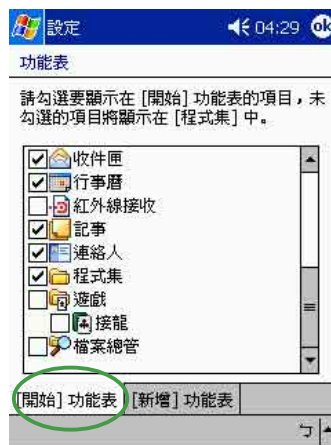 設定 04:29 ok
功能表
請勾選要顯示在 [開始] 功能表的項目，未
勾選的項目將顯示在 [程式集] 中。
收件匣
行事曆
紅外線接收
記事
連絡人
程式集
遊戲
接龍
檔案總管
[開始] 功能表 [新增] 功能表
ㄅ